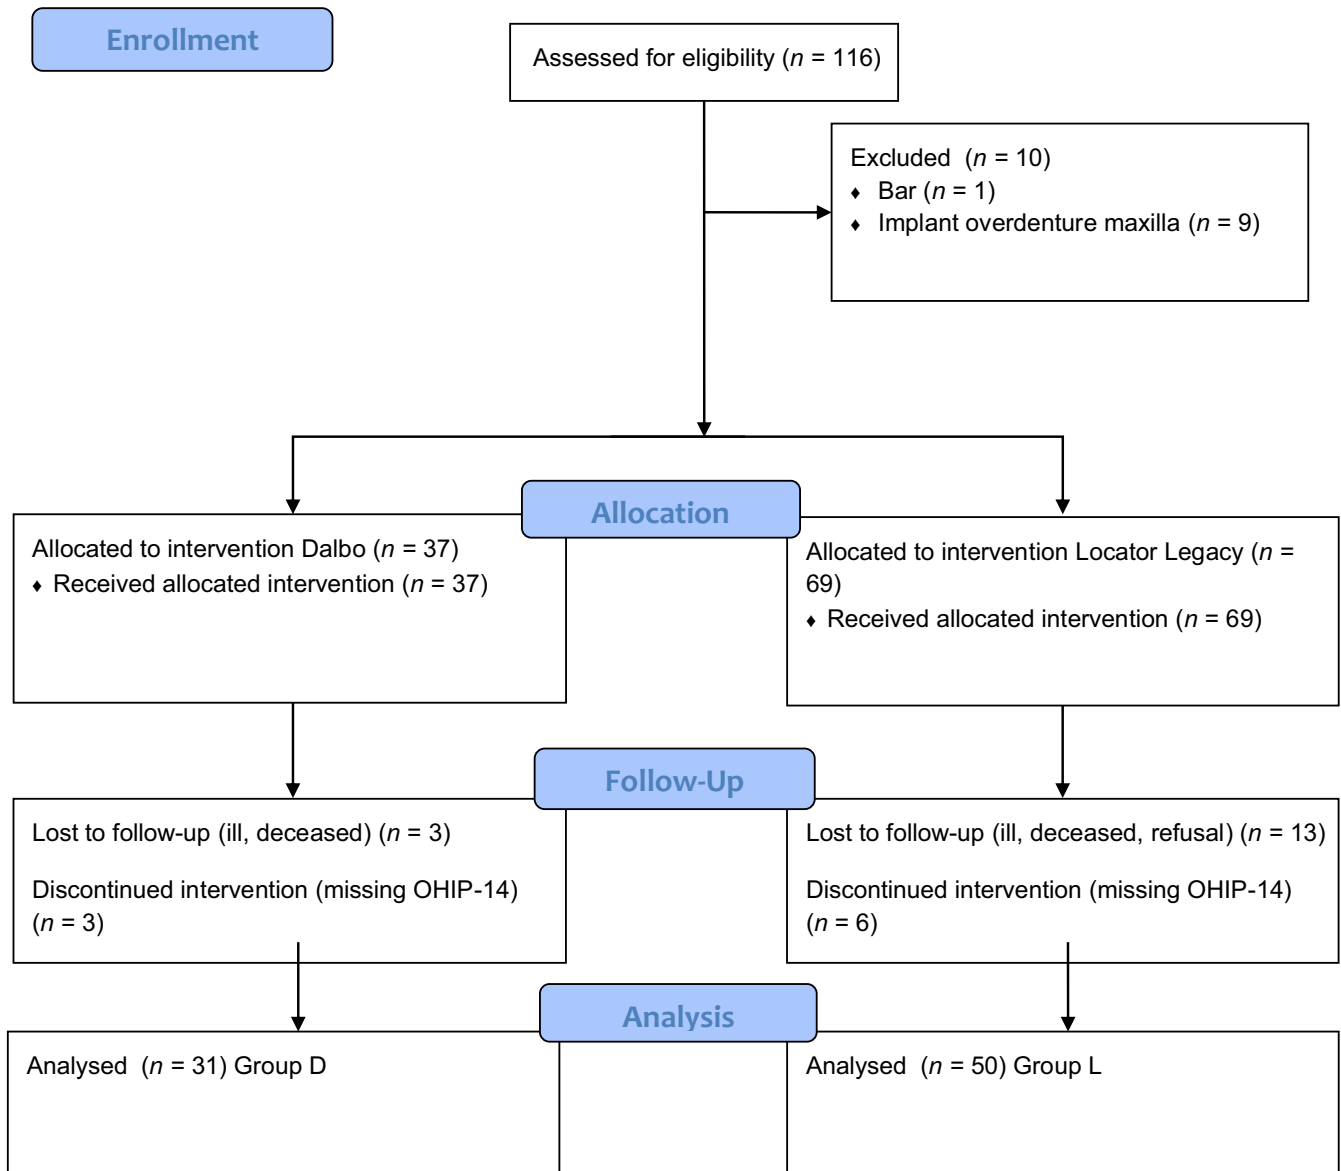 Enrollment
Assessed for eligibility (n = 116)
Excluded (n = 10)
♦ Bar (n = 1)
♦ Implant overdenture maxilla (n = 9)
Allocation
Allocated to intervention Dalbo (n = 37)
♦ Received allocated intervention (n = 37)
Allocated to intervention Locator Legacy (n =
69)
♦ Received allocated intervention (n = 69)
Follow-Up
Lost to follow-up (ill, deceased) (n = 3)
Discontinued intervention (missing OHIP-14)
(n = 3)
Lost to follow-up (ill, deceased, refusal) (n = 13)
Discontinued intervention (missing OHIP-14)
(n = 6)
Analysis
Analysed (n = 31) Group D
Analysed (n = 50) Group L